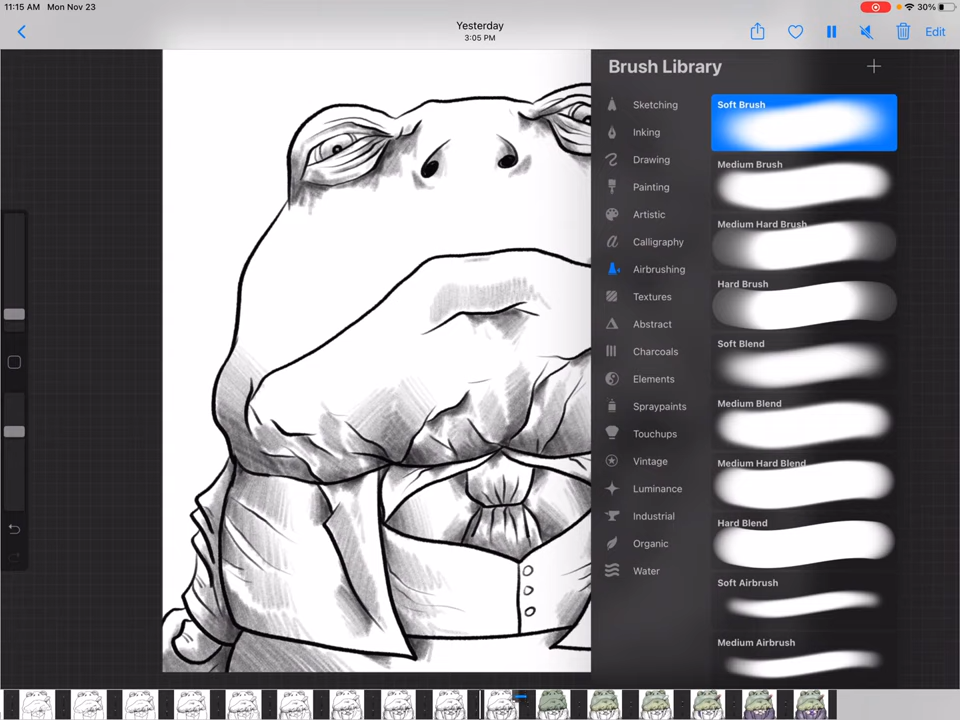 11:15 AM Mon Nov 23
30%
Yesterday
3:05 PM
Edit
Brush Library
Sketching
Inking
Drawing
Painting
Artistic
Calligraphy
Airbrushing
Textures
Abstract
Charcoals
Elements
Spraypaints
Touchups
Vintage
Luminance
Industrial
Organic
Water
Soft Brush
Medium Brush
Medium Hard Brush
Hard Brush
Soft Blend
Medium Blend
Medium Hard Blend
Hard Blend
Soft Airbrush
Medium Airbrush